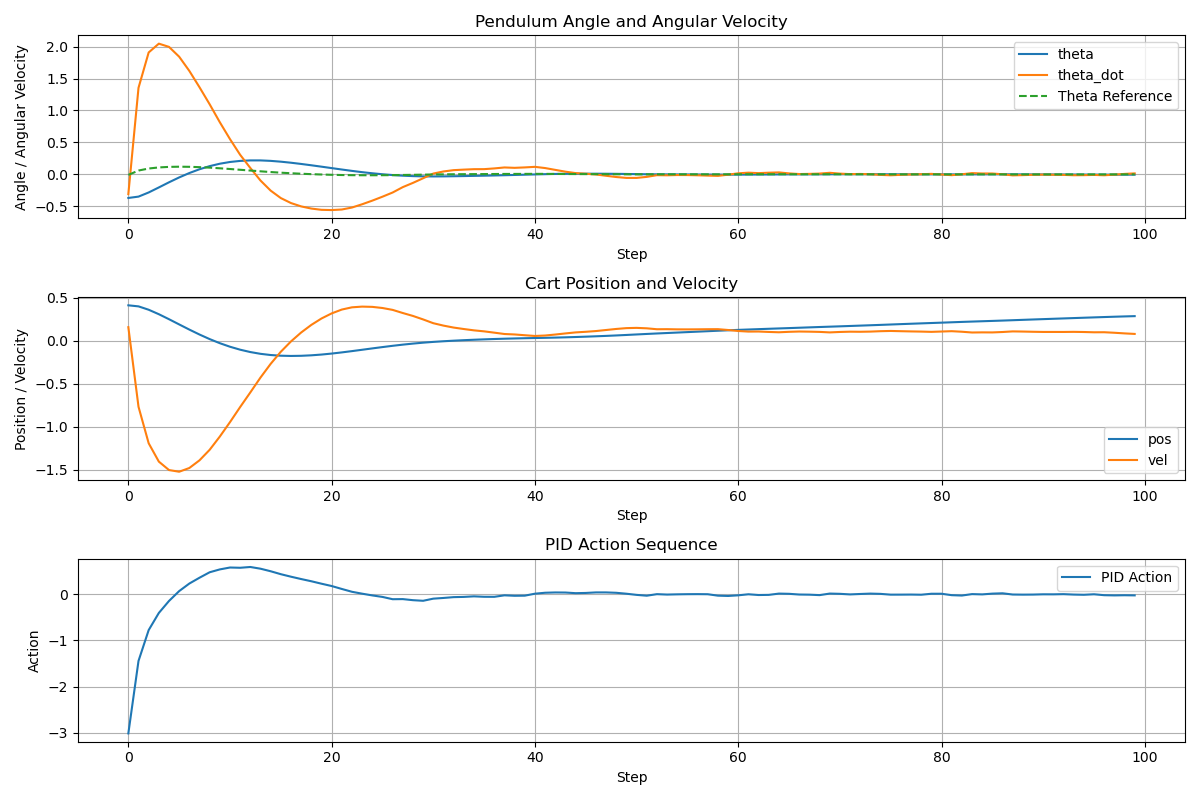 Pendulum Angle and Angular Velocity
Angle / Angular Velocity
2.0
1.5
1.0
0.5
0.0
−0.5
theta
theta_dot
Theta Reference
0 20 40 60 80 100
Step
Cart Position and Velocity
Position / Velocity
0.5
0.0
−0.5
−1.0
−1.5
pos
vel
0 20 40 60 80 100
Step
PID Action Sequence
Action
0
−1
−2
−3
PID Action
0 20 40 60 80 100
Step